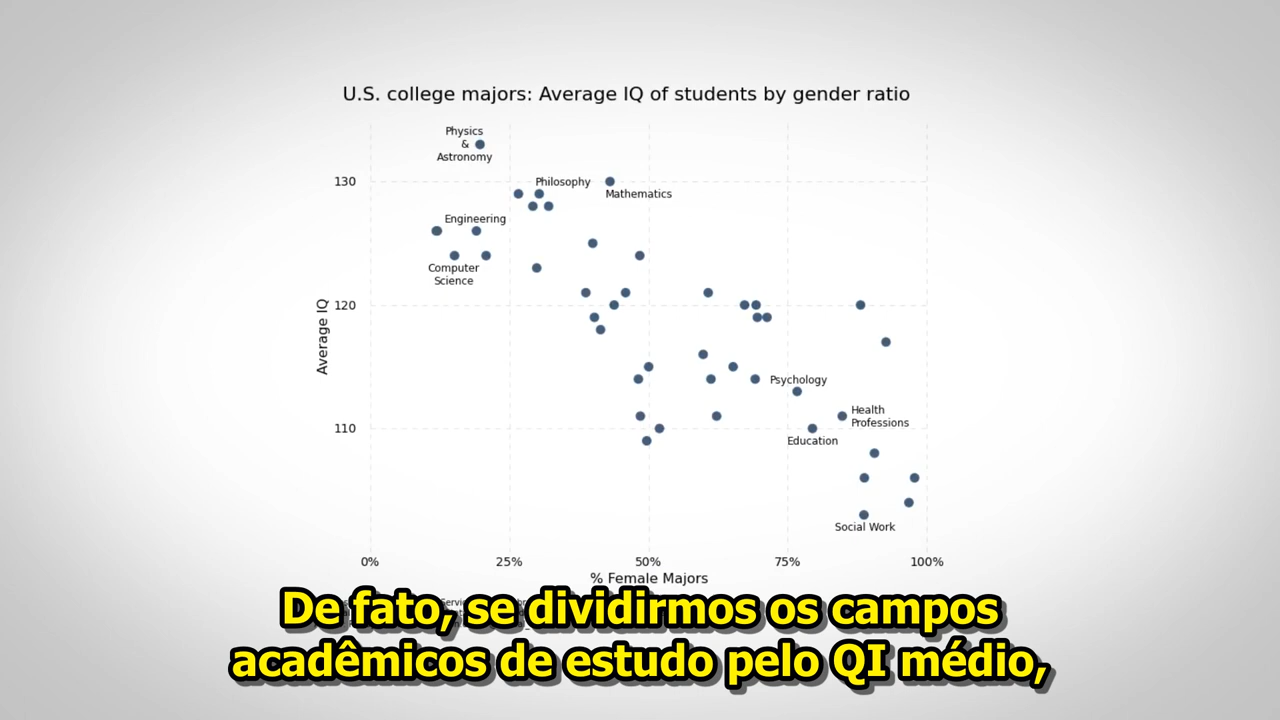 U.S. college majors: Average IQ of students by gender ratio
Physics
&
Astronomy
130
Philosophy
Mathematics
Engineering
Computer
Science
120
Average IQ
Psychology
Health
Professions
110
Education
Social Work
0%
25%
50%
75%
100%
% Female Majors
De fato, se dividirmos os campos
acadêmicos de estudo pelo QI médio,